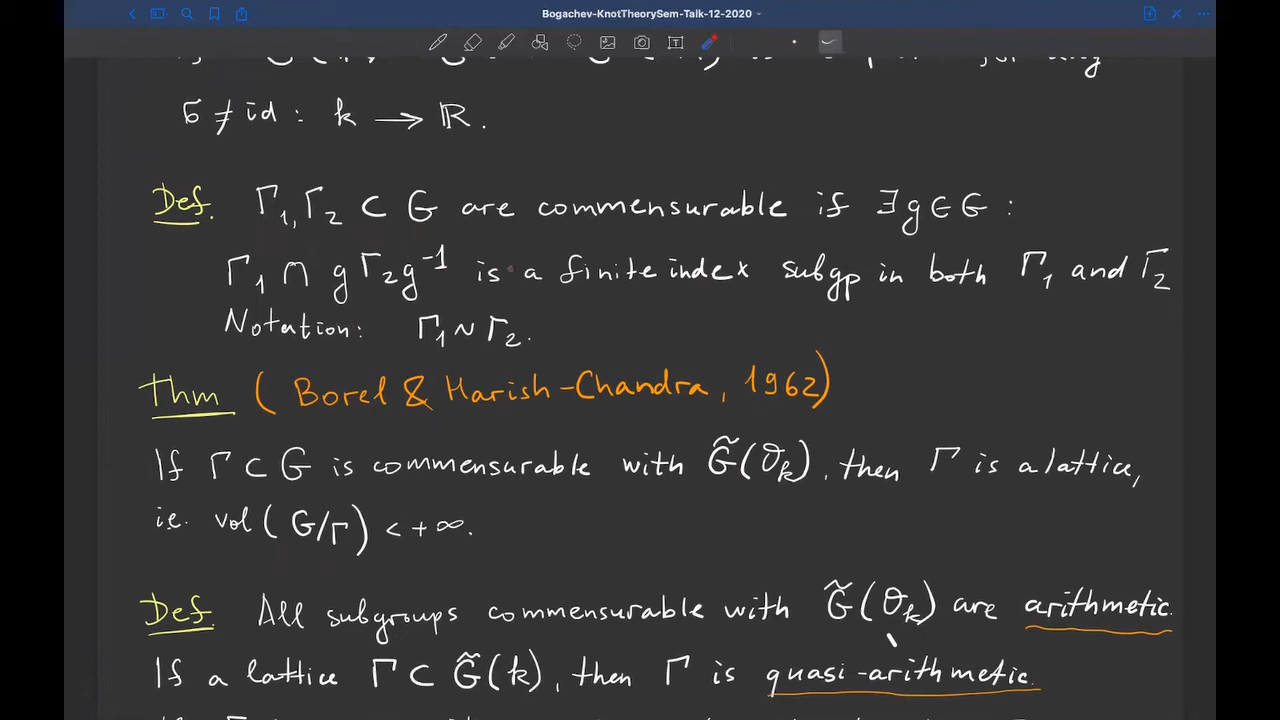 Bogachev-KnotTheorySem-Talk-12-2020
σ ≠ id : k → ℝ.
Def. Γ₁, Γ₂ ⊂ G are commensurable if ∃g∈G :
Γ₁ ∩ gΓ₂g⁻¹ is a finite index subgp in both Γ₁ and Γ₂
Notation: Γ₁ ~ Γ₂.
Thm ( Borel & Harish-Chandra, 1962)
If Γ ⊂ G is commensurable with G̃(𝒪ₖ), then Γ is a lattice,
i.e. vol( G/Γ ) < +∞.
Def. All subgroups commensurable with G̃(𝒪ₖ) are arithmetic.
If a lattice Γ ⊂ G̃(k), then Γ is quasi-arithmetic.